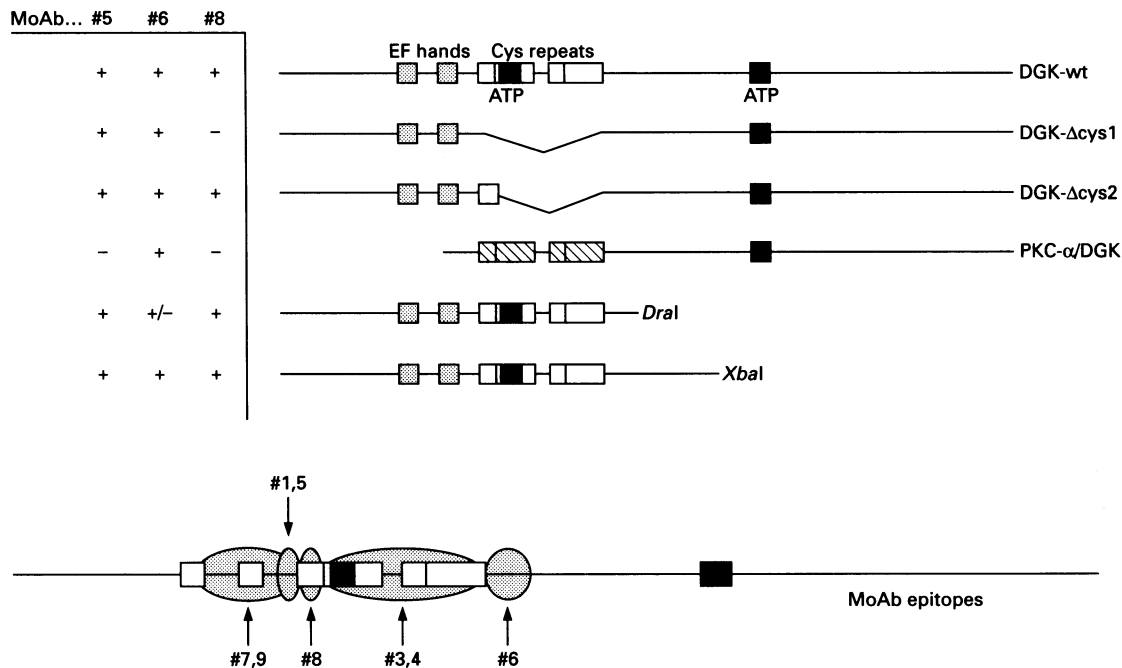 MoAb... #5 #6 #8
EF hands Cys repeats
+ + + DGK-wt
ATP ATP
+ + − DGK-Δcys1
+ + + DGK-Δcys2
− + − PKC-α/DGK
+ +/− + DraI
+ + + XbaI
#1,5
MoAb epitopes
#7,9 #8 #3,4 #6